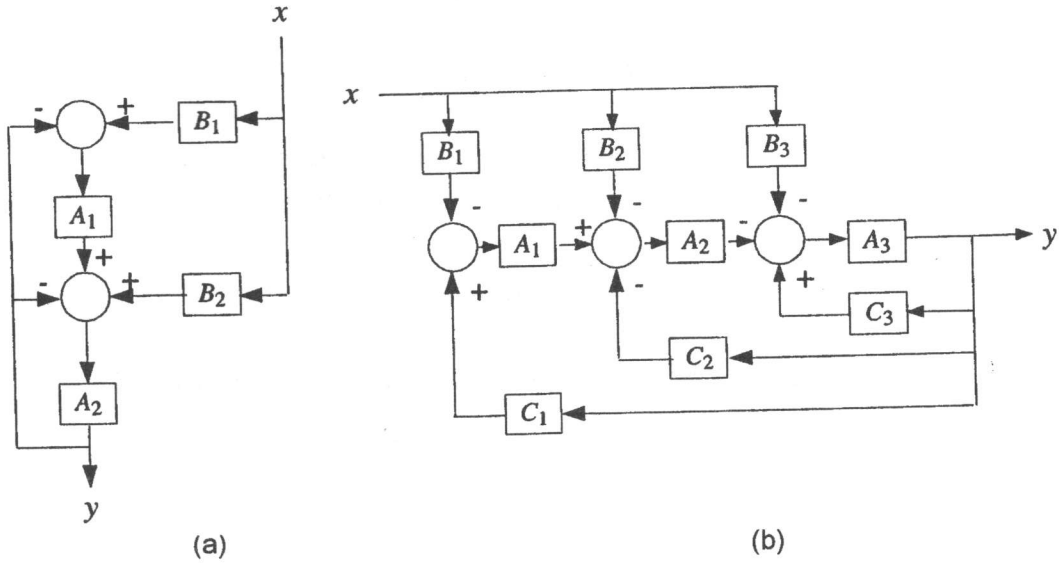 x
- + B₁
A₁
+
- + B₂
A₂
y
(a)
x
B₁ B₂ B₃
- - -
A₁ + A₂ - A₃ y
+ - +
C₃
C₂
C₁
(b)